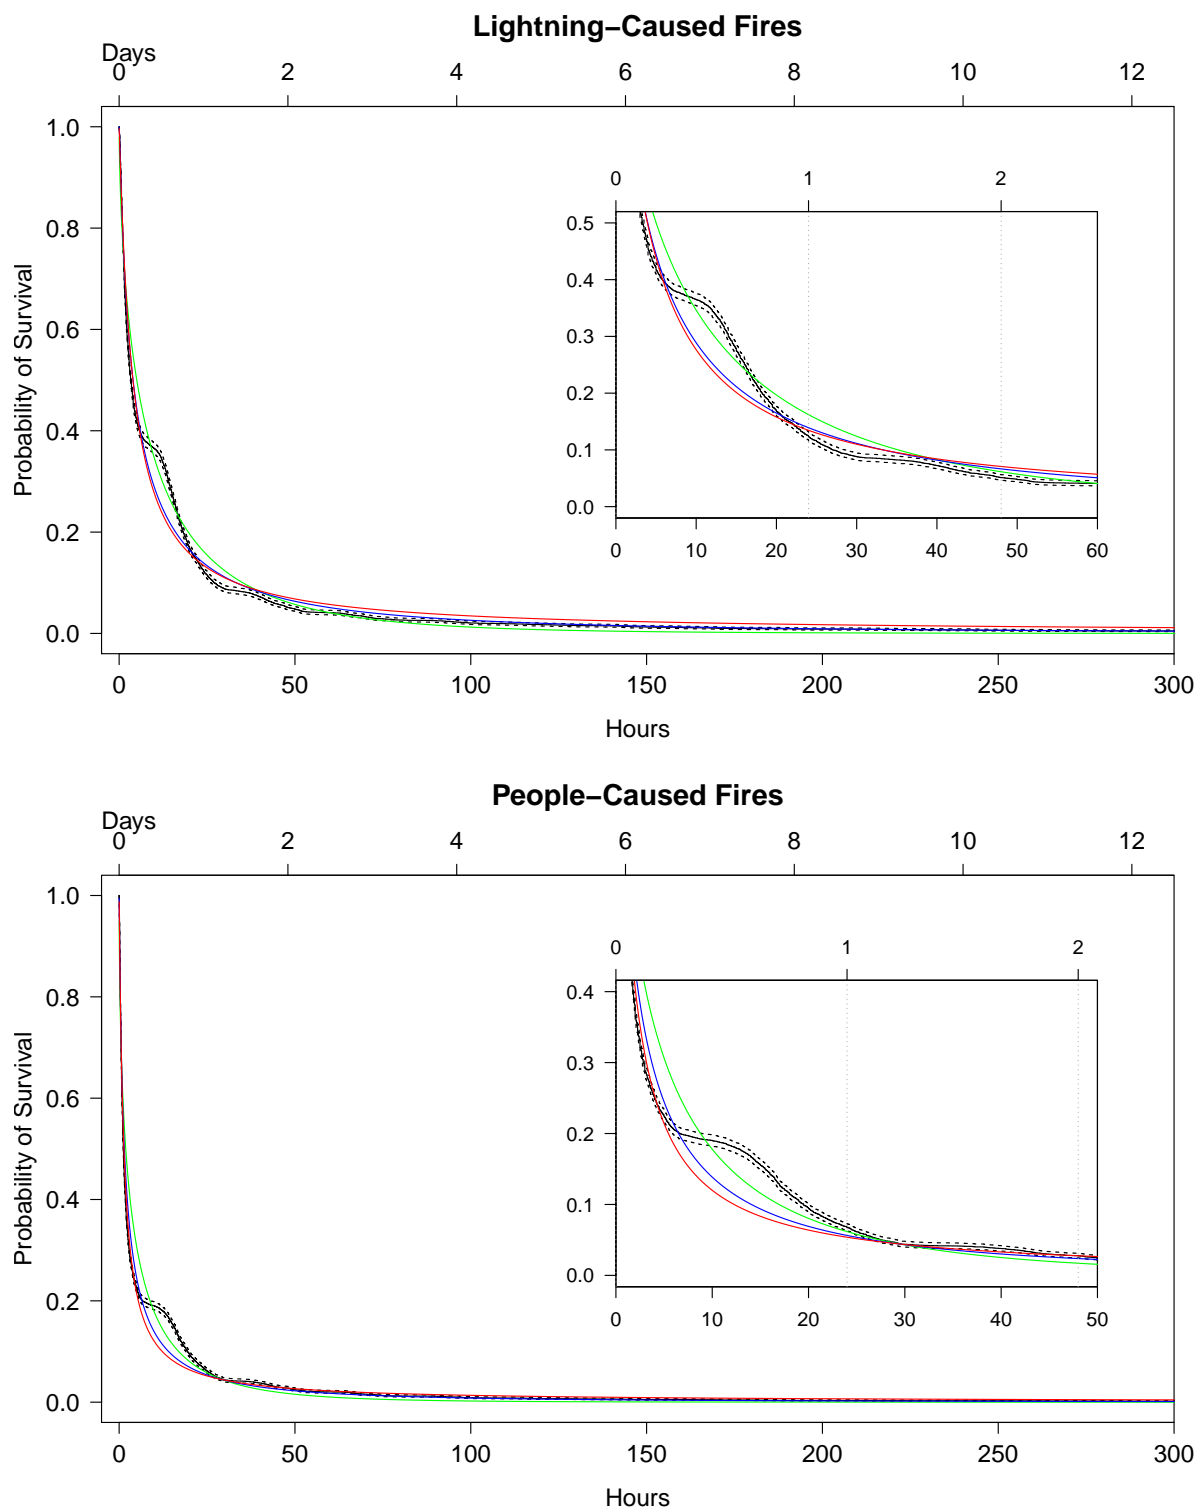 Lightning−Caused Fires
Days
0 2 4 6 8 10 12
1.0
0.8
0.6
0.4
0.2
0.0
Probability of Survival
0 1 2
0.5
0.4
0.3
0.2
0.1
0.0
0 10 20 30 40 50 60
0 50 100 150 200 250 300
Hours
People−Caused Fires
Days
0 2 4 6 8 10 12
1.0
0.8
0.6
0.4
0.2
0.0
Probability of Survival
0 1 2
0.4
0.3
0.2
0.1
0.0
0 10 20 30 40 50
0 50 100 150 200 250 300
Hours